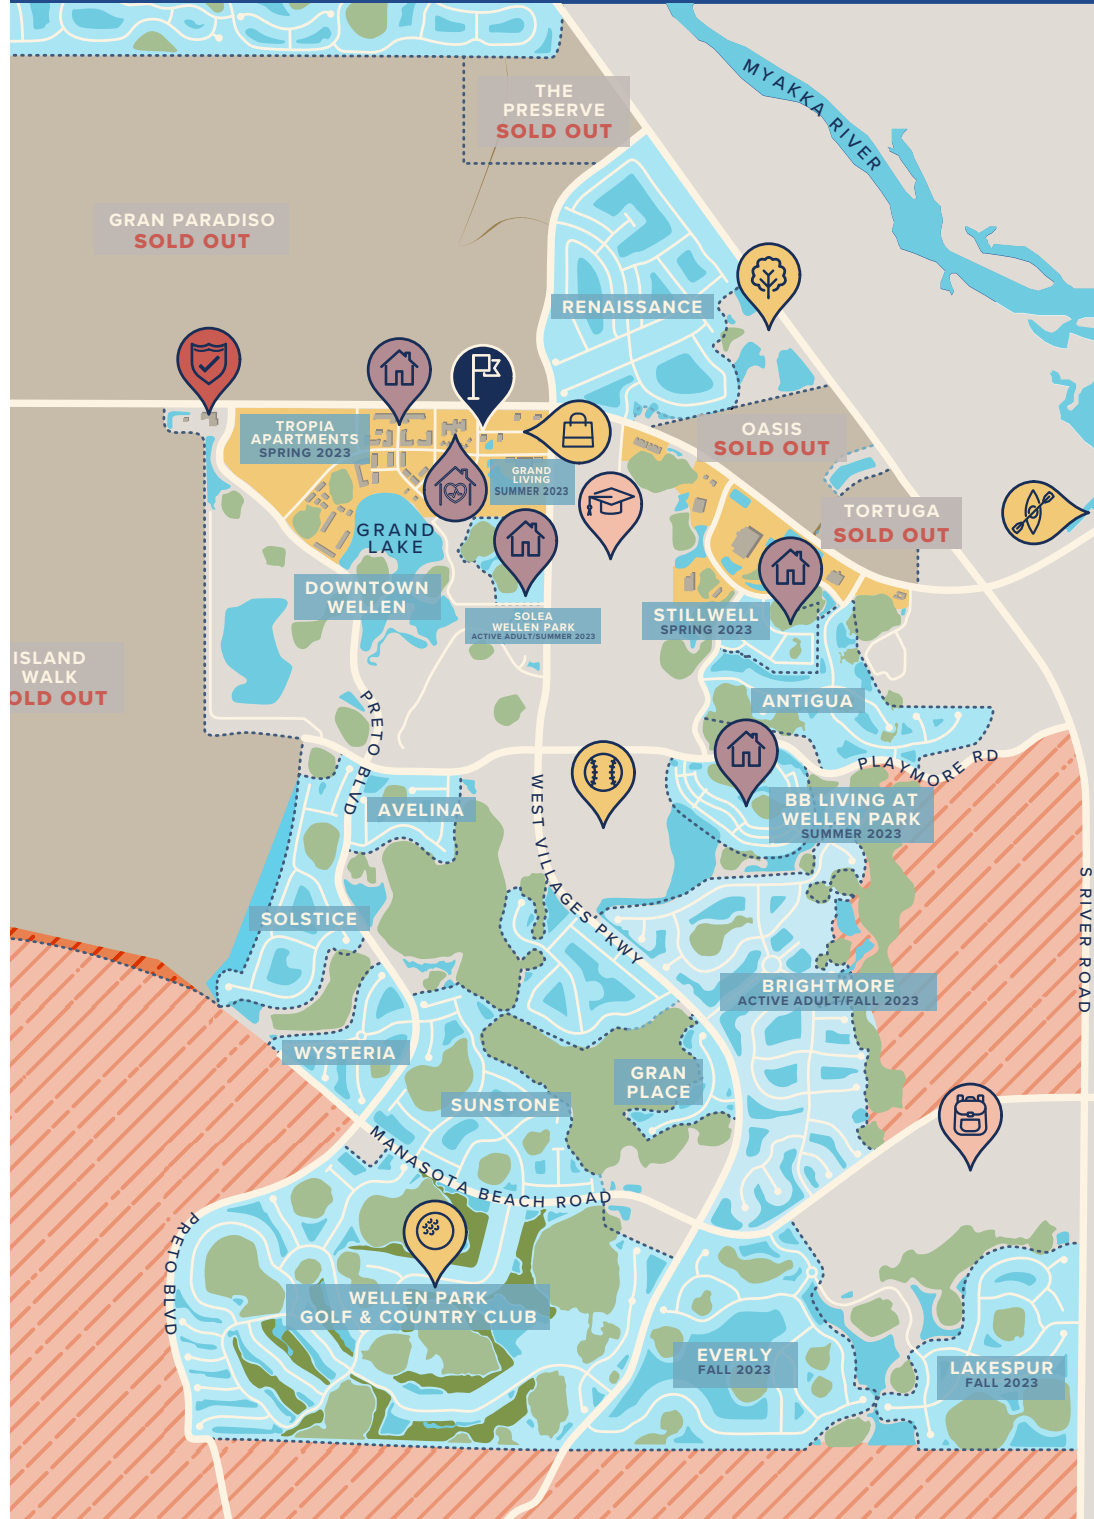 THE
PRESERVE
SOLD OUT
MYAKKA RIVER
GRAN PARADISO
SOLD OUT
RENAISSANCE
TROPIA
APARTMENTS
SPRING 2023
OASIS
SOLD OUT
GRAND
LIVING
SUMMER 2023
TORTUGA
SOLD OUT
GRAND
LAKE
DOWNTOWN
WELLEN
SOLEA
WELLEN PARK
ACTIVE ADULT/SUMMER 2023
STILLWELL
SPRING 2023
ISLAND
WALK
OLD OUT
ANTIGUA
PRETO BLVD
PLAYMORE RD
AVELINA
WEST VILLAGES PKWY
BB LIVING AT
WELLEN PARK
SUMMER 2023
S RIVER ROAD
SOLSTICE
BRIGHTMORE
ACTIVE ADULT/FALL 2023
WYSTERIA
GRAN
PLACE
SUNSTONE
MANASOTA BEACH ROAD
PRETO BLVD
WELLEN PARK
GOLF & COUNTRY CLUB
EVERLY
FALL 2023
LAKESPUR
FALL 2023